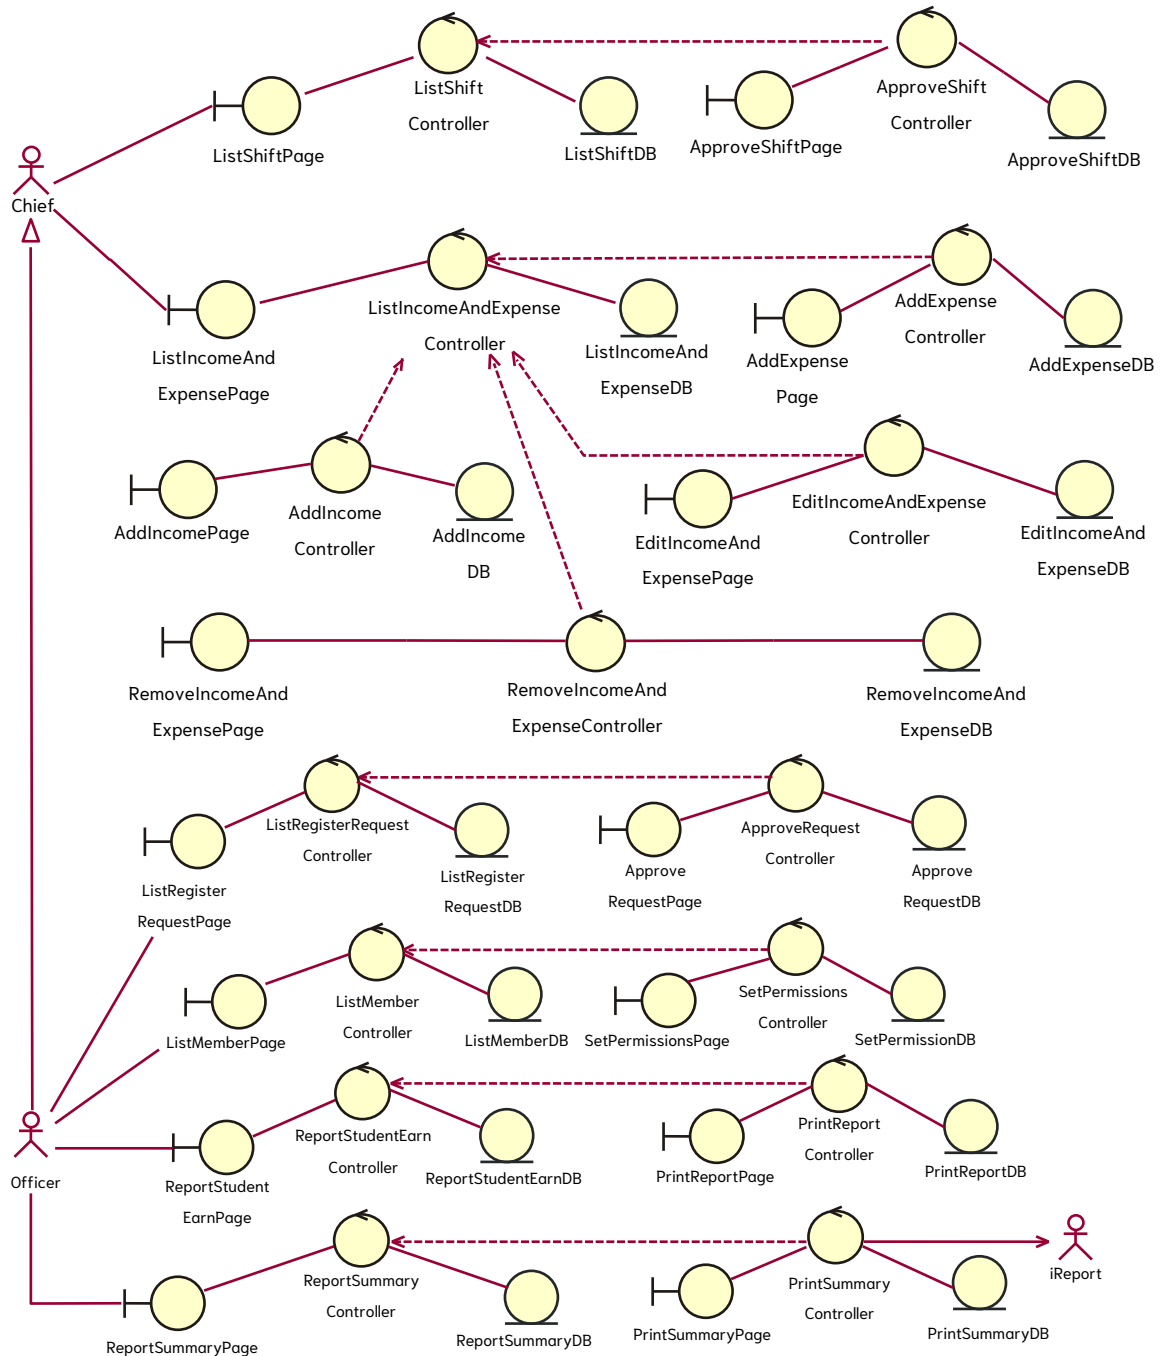 ListShift
Controller
ListShiftPage
ListShiftDB
ApproveShift
Controller
ApproveShiftPage
ApproveShiftDB
Chief
ListIncomeAndExpense
Controller
ListIncomeAnd
ExpensePage
ListIncomeAnd
ExpenseDB
AddExpense
Controller
AddExpense
Page
AddExpenseDB
AddIncomePage
AddIncome
Controller
AddIncome
DB
EditIncomeAndExpense
Controller
EditIncomeAnd
ExpensePage
EditIncomeAnd
ExpenseDB
RemoveIncomeAnd
ExpensePage
RemoveIncomeAnd
ExpenseController
RemoveIncomeAnd
ExpenseDB
ListRegisterRequest
Controller
ListRegister
RequestPage
ListRegister
RequestDB
ApproveRequest
Controller
Approve
RequestPage
Approve
RequestDB
ListMember
Controller
ListMemberPage
ListMemberDB
SetPermissions
Controller
SetPermissionsPage
SetPermissionDB
Officer
ReportStudentEarn
Controller
ReportStudent
EarnPage
ReportStudentEarnDB
PrintReport
Controller
PrintReportPage
PrintReportDB
ReportSummary
Controller
ReportSummaryPage
ReportSummaryDB
PrintSummary
Controller
PrintSummaryPage
PrintSummaryDB
iReport